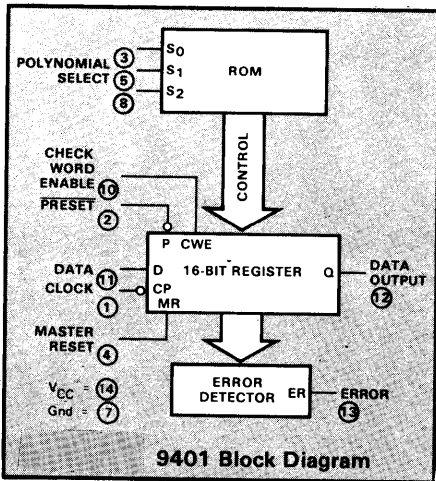 ③ S0
POLYNOMIAL SELECT ⑤ S1
⑧ S2
ROM
CONTROL
CHECK
WORD
ENABLE ⑩
PRESET
②
P CWE
DATA ⑪ D
16-BIT REGISTER
Q
DATA
OUTPUT
⑫
CLOCK CP
①
MR
MASTER
RESET ④
VCC = ⑭
Gnd = ⑦
ERROR
DETECTOR
ER
ERROR
⑬
9401 Block Diagram